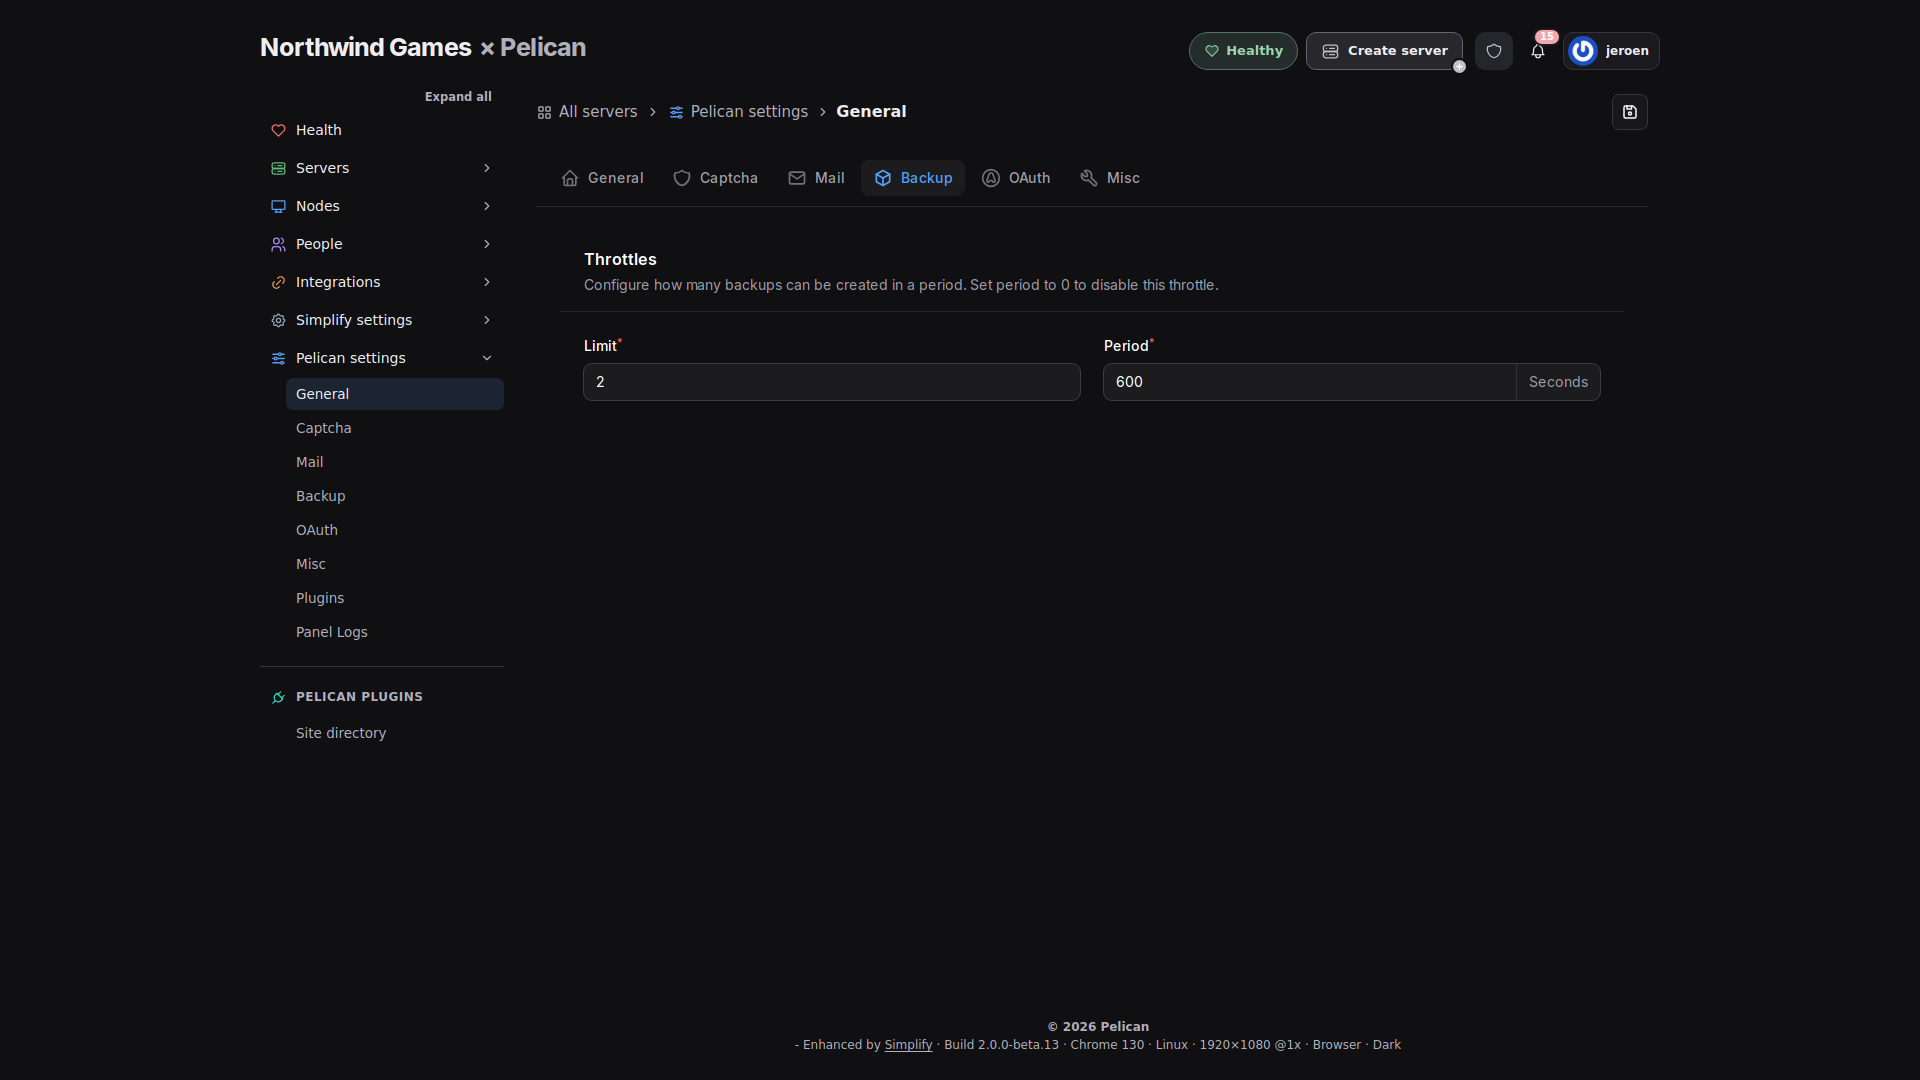 Northwind Games × Pelican
Healthy
Create server
15
jeroen
Expand all
Health
Servers
Nodes
People
Integrations
Simplify settings
Pelican settings
General
Captcha
Mail
Backup
OAuth
Misc
Plugins
Panel Logs
PELICAN PLUGINS
Site directory
All servers > Pelican settings > General
General Captcha Mail Backup OAuth Misc
Throttles
Configure how many backups can be created in a period. Set period to 0 to disable this throttle.
Limit* Period*
2 600 Seconds
© 2026 Pelican
- Enhanced by Simplify · Build 2.0.0-beta.13 · Chrome 130 · Linux · 1920×1080 @1x · Browser · Dark